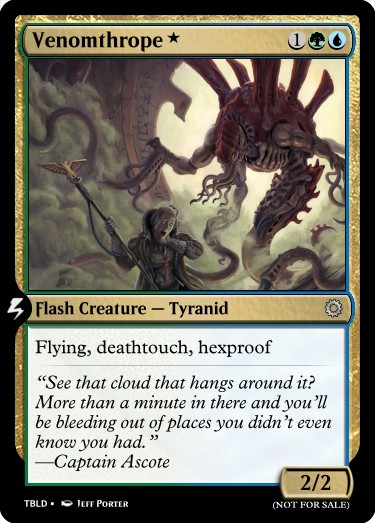 Venomthrope ★ 1
Flash Creature — Tyranid
Flying, deathtouch, hexproof
“See that cloud that hangs around it?
More than a minute in there and you’ll
be bleeding out of places you didn’t even
know you had.”
—Captain Ascote
2/2
TBLD • Jeff Porter (NOT FOR SALE)